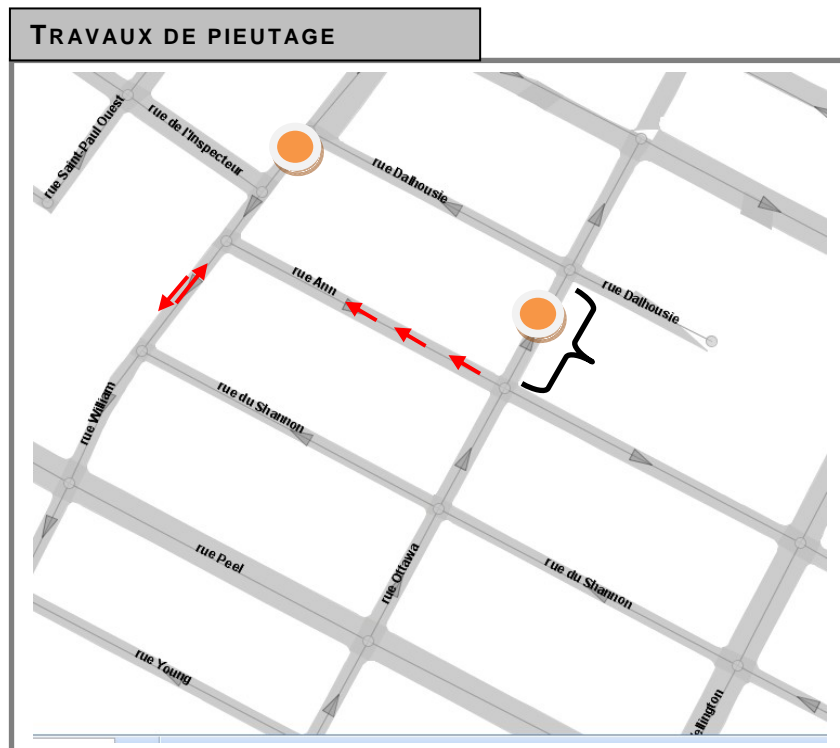 TRAVAUX DE PIEUTAGE
rue Saint-Paul Ouest
rue de l'Inspecteur
rue Dalhousie
rue Ann
rue Dalhousie
rue William
rue du Shannon
rue Peel
rue Ottawa
rue du Shannon
rue Young
ellington